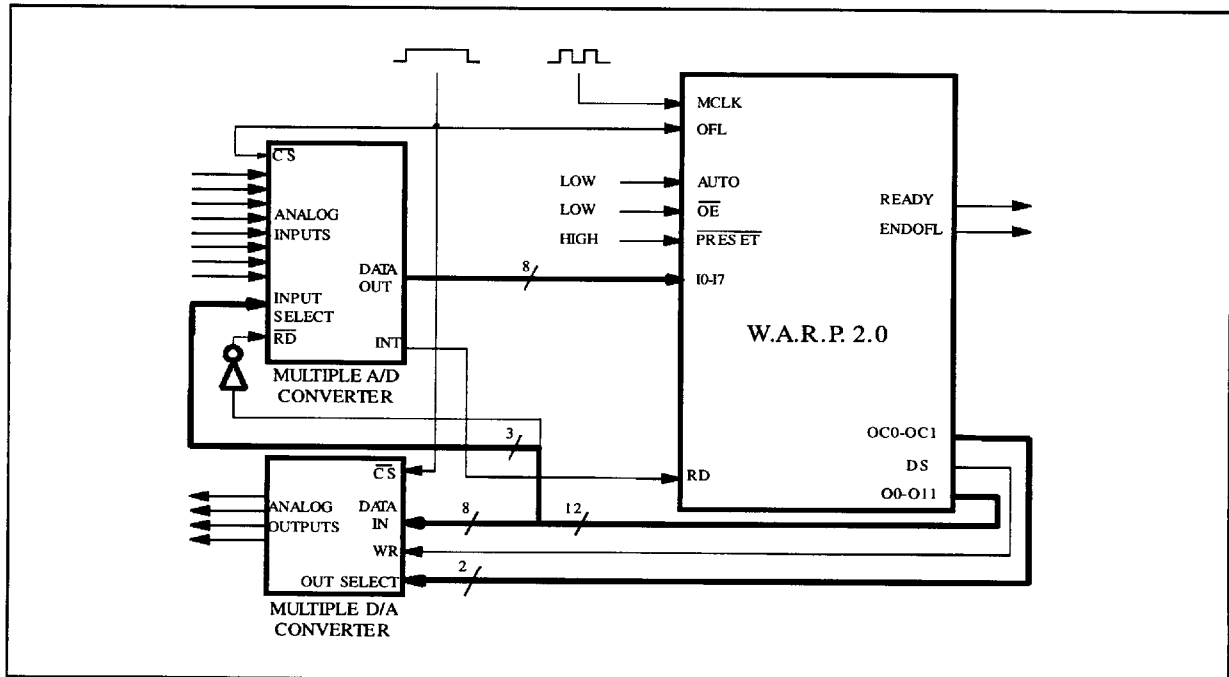 MCLK
OFL
CS
LOW
AUTO
LOW
OE
HIGH
PRESET
READY
ENDOFL
ANALOG
INPUTS
DATA
OUT
8
I0-I7
INPUT
SELECT
RD
INT
W.A.R.P. 2.0
MULTIPLE A/D
CONVERTER
3
OC0-OC1
CS
RD
DS
O0-O11
ANALOG
OUTPUTS
DATA
IN
8
12
WR
2
OUT SELECT
MULTIPLE D/A
CONVERTER